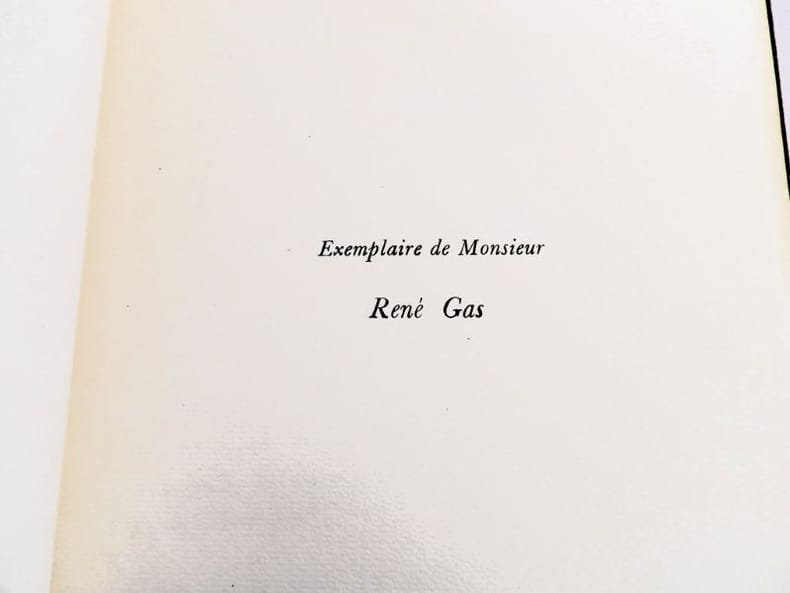 Exemplaire de Monsieur
René Gas